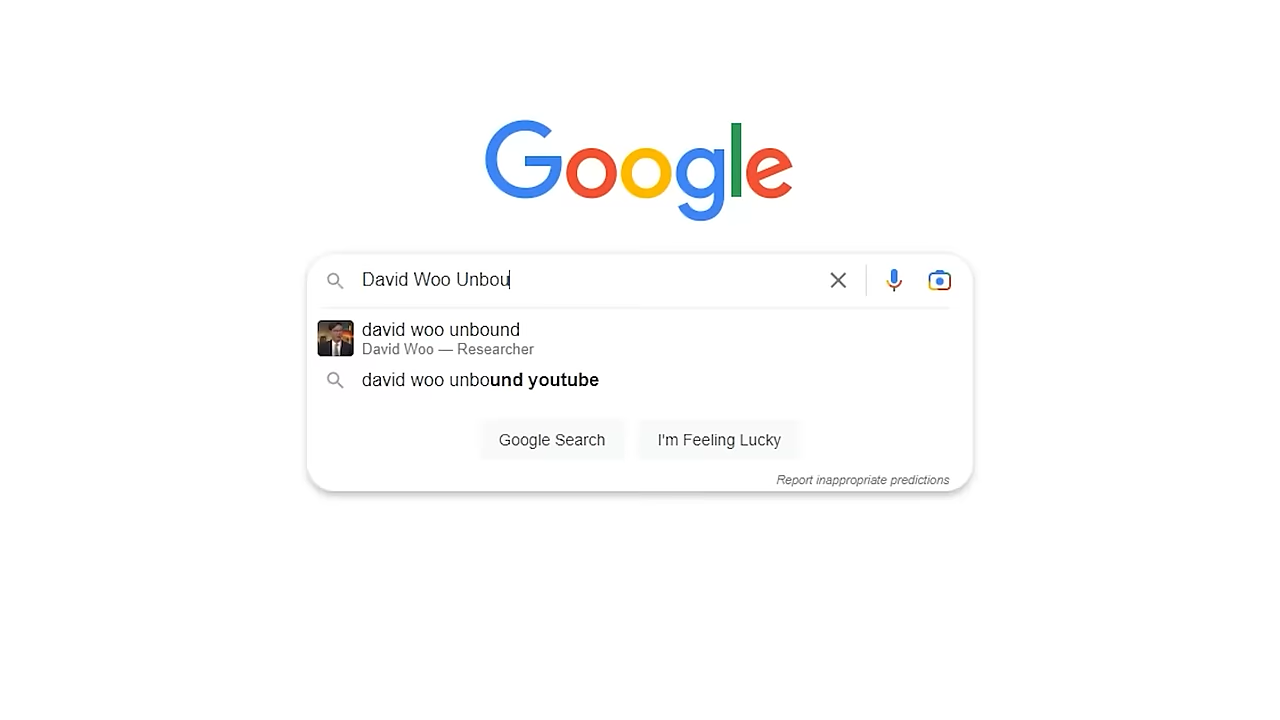 Google
David Woo Unbou
david woo unbound
David Woo — Researcher
david woo unbound youtube
Google Search
I'm Feeling Lucky
Report inappropriate predictions